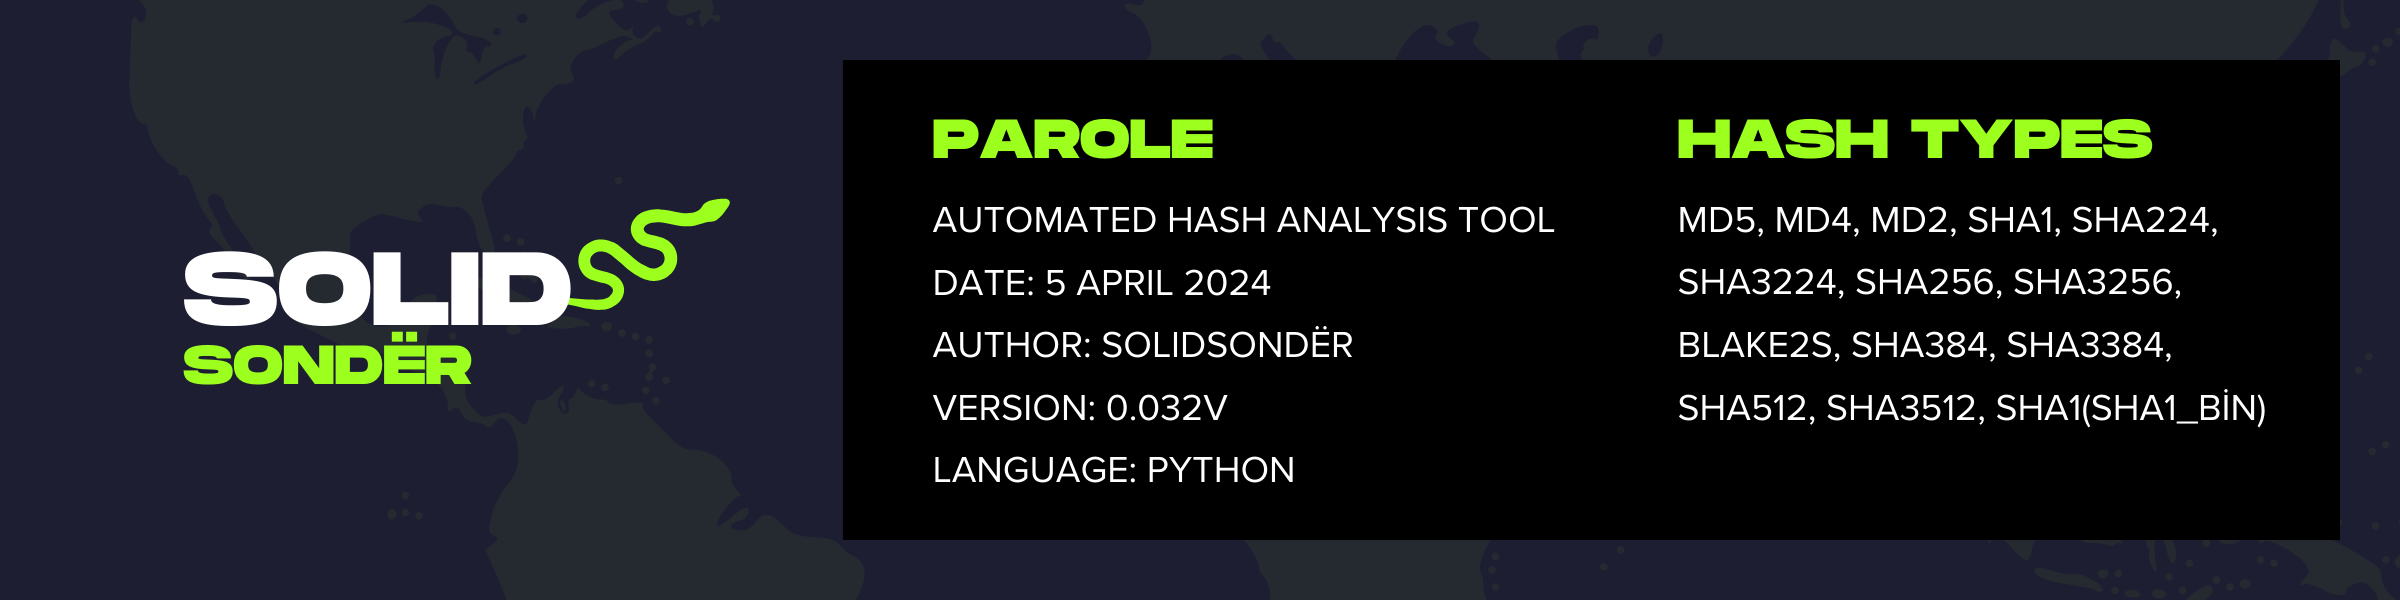 SOLID
SONDËR
PAROLE
AUTOMATED HASH ANALYSIS TOOL
DATE: 5 APRIL 2024
AUTHOR: SOLIDSONDËR
VERSION: 0.032V
LANGUAGE: PYTHON
HASH TYPES
MD5, MD4, MD2, SHA1, SHA224,
SHA3224, SHA256, SHA3256,
BLAKE2S, SHA384, SHA3384,
SHA512, SHA3512, SHA1(SHA1_BİN)